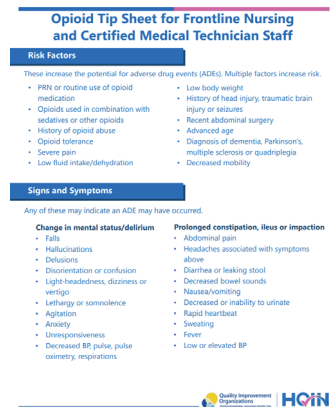 Opioid Tip Sheet for Frontline Nursing
and Certified Medical Technician Staff
Risk Factors
These increase the potential for adverse drug events (ADEs). Multiple factors increase risk.
• PRN or routine use of opioid
medication
• Opioids used in combination with
sedatives or other opioids
• History of opioid abuse
• Opioid tolerance
• Severe pain
• Low fluid intake/dehydration
• Low body weight
• History of head injury, traumatic brain
injury or seizures
• Recent abdominal surgery
• Advanced age
• Diagnosis of dementia, Parkinson's,
multiple sclerosis or quadriplegia
• Decreased mobility
Signs and Symptoms
Any of these may indicate an ADE may have occurred.
Change in mental status/delirium
• Falls
• Hallucinations
• Delusions
• Disorientation or confusion
• Light-headedness, dizziness or
vertigo
• Lethargy or somnolence
• Agitation
• Anxiety
• Unresponsiveness
• Decreased BP, pulse, pulse
oximetry, respirations
Prolonged constipation, ileus or impaction
• Abdominal pain
• Headaches associated with symptoms
above
• Diarrhea or leaking stool
• Decreased bowel sounds
• Nausea/vomiting
• Decreased or inability to urinate
• Rapid heartbeat
• Sweating
• Fever
• Low or elevated BP
Quality Improvement
Organizations
HQIN